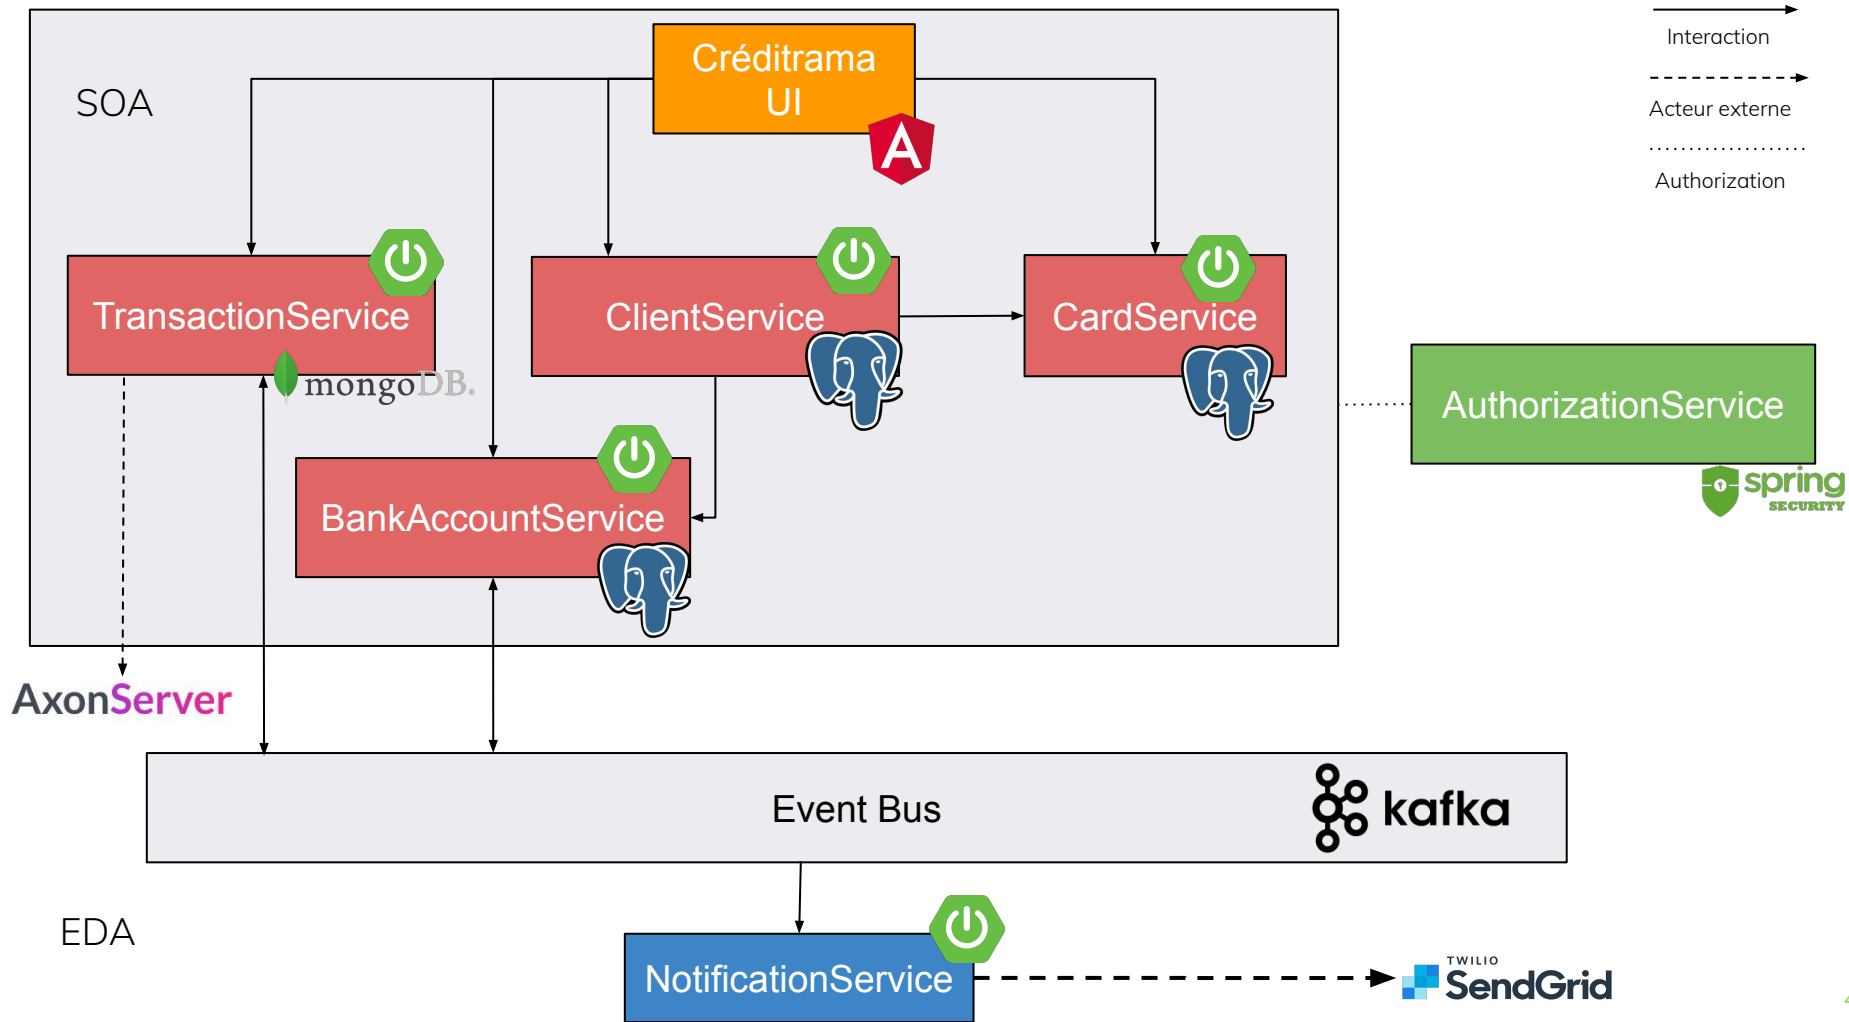 Créditrama
UI
SOA
Interaction
Acteur externe
Authorization
TransactionService
mongoDB.
ClientService
CardService
AuthorizationService
spring
SECURITY
BankAccountService
AxonServer
Event Bus
kafka
EDA
NotificationService
TWILIO
SendGrid